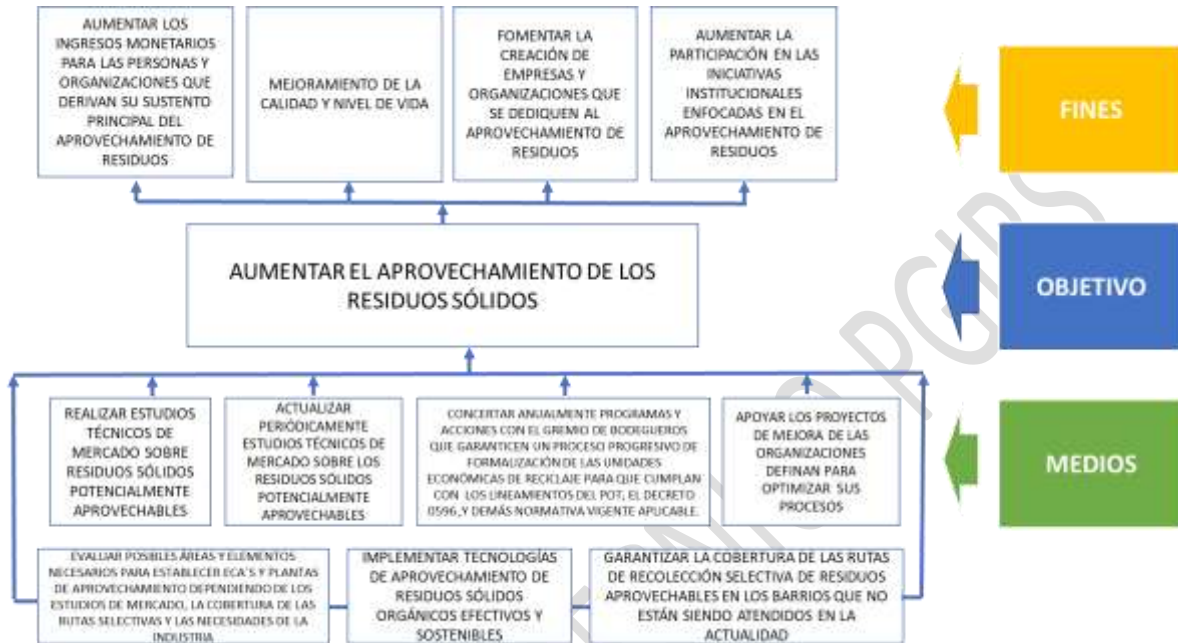 AUMENTAR LOS
INGRESOS MONETARIOS
PARA LAS PERSONAS Y
ORGANIZACIONES QUE
DERIVAN SU SUSTENTO
PRINCIPAL DEL
APROVECHAMIENTO DE
RESIDUOS
MEJORAMIENTO DE LA
CALIDAD Y NIVEL DE VIDA
FOMENTAR LA
CREACIÓN DE
EMPRESAS Y
ORGANIZACIONES QUE
SE DEDIQUEN AL
APROVECHAMIENTO DE
RESIDUOS
AUMENTAR LA
PARTICIPACIÓN EN LAS
INICIATIVAS
INSTITUCIONALES
ENFOCADAS EN EL
APROVECHAMIENTO DE
RESIDUOS
FINES
AUMENTAR EL APROVECHAMIENTO DE LOS
RESIDUOS SÓLIDOS
OBJETIVO
REALIZAR ESTUDIOS
TÉCNICOS DE
MERCADO SOBRE
RESIDUOS SÓLIDOS
POTENCIALMENTE
APROVECHABLES
ACTUALIZAR
PERIÓDICAMENTE
ESTUDIOS TÉCNICOS DE
MERCADO SOBRE LOS
RESIDUOS SÓLIDOS
POTENCIALMENTE
APROVECHABLES
CONCERTAR ANUALMENTE PROGRAMAS Y
ACCIONES CON EL GREMIO DE BODEGUEROS
QUE GARANTICEN UN PROCESO PROGRESIVO DE
FORMALIZACIÓN DE LAS UNIDADES
ECONÓMICAS DE RECICLAJE PARA QUE CUMPLAN
CON LOS LINEAMIENTOS DEL POT, EL DECRETO
0596, Y DEMÁS NORMATIVA VIGENTE APLICABLE.
APOYAR LOS PROYECTOS
DE MEJORA DE LAS
ORGANIZACIONES
DEFINAN PARA
OPTIMIZAR SUS
PROCESOS
MEDIOS
EVALUAR POSIBLES ÁREAS Y ELEMENTOS
NECESARIOS PARA ESTABLECER ECA´S Y PLANTAS
DE APROVECHAMIENTO DEPENDIENDO DE LOS
ESTUDIOS DE MERCADO, LA COBERTURA DE LAS
RUTAS SELECTIVAS Y LAS NECESIDADES DE LA
INDUSTRIA
IMPLEMENTAR TECNOLOGÍAS
DE APROVECHAMIENTO DE
RESIDUOS SÓLIDOS
ORGÁNICOS EFECTIVOS Y
SOSTENIBLES
GARANTIZAR LA COBERTURA DE LAS RUTAS
DE RECOLECCIÓN SELECTIVA DE RESIDUOS
APROVECHABLES EN LOS BARRIOS QUE NO
ESTÁN SIENDO ATENDIDOS EN LA
ACTUALIDAD
PGIRS